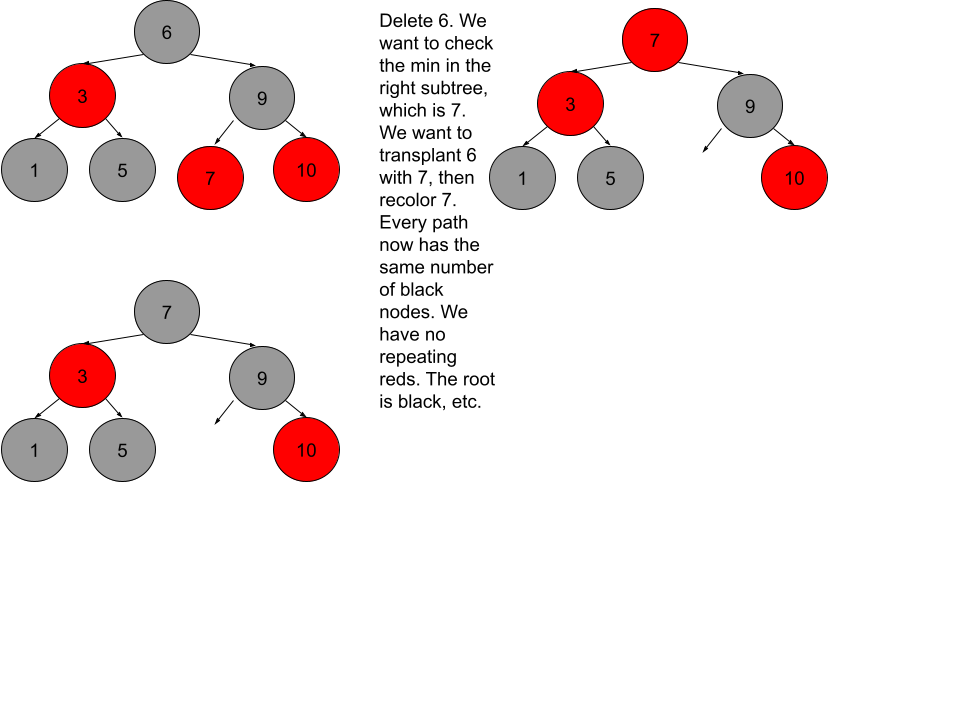 6
3
9
1
5
7
10
Delete 6. We
want to check
the min in the
right subtree,
which is 7.
We want to
transplant 6
with 7, then
recolor 7.
Every path
now has the
same number
of black
nodes. We
have no
repeating
reds. The root
is black, etc.
7
3
9
1
5
10
7
3
9
1
5
10